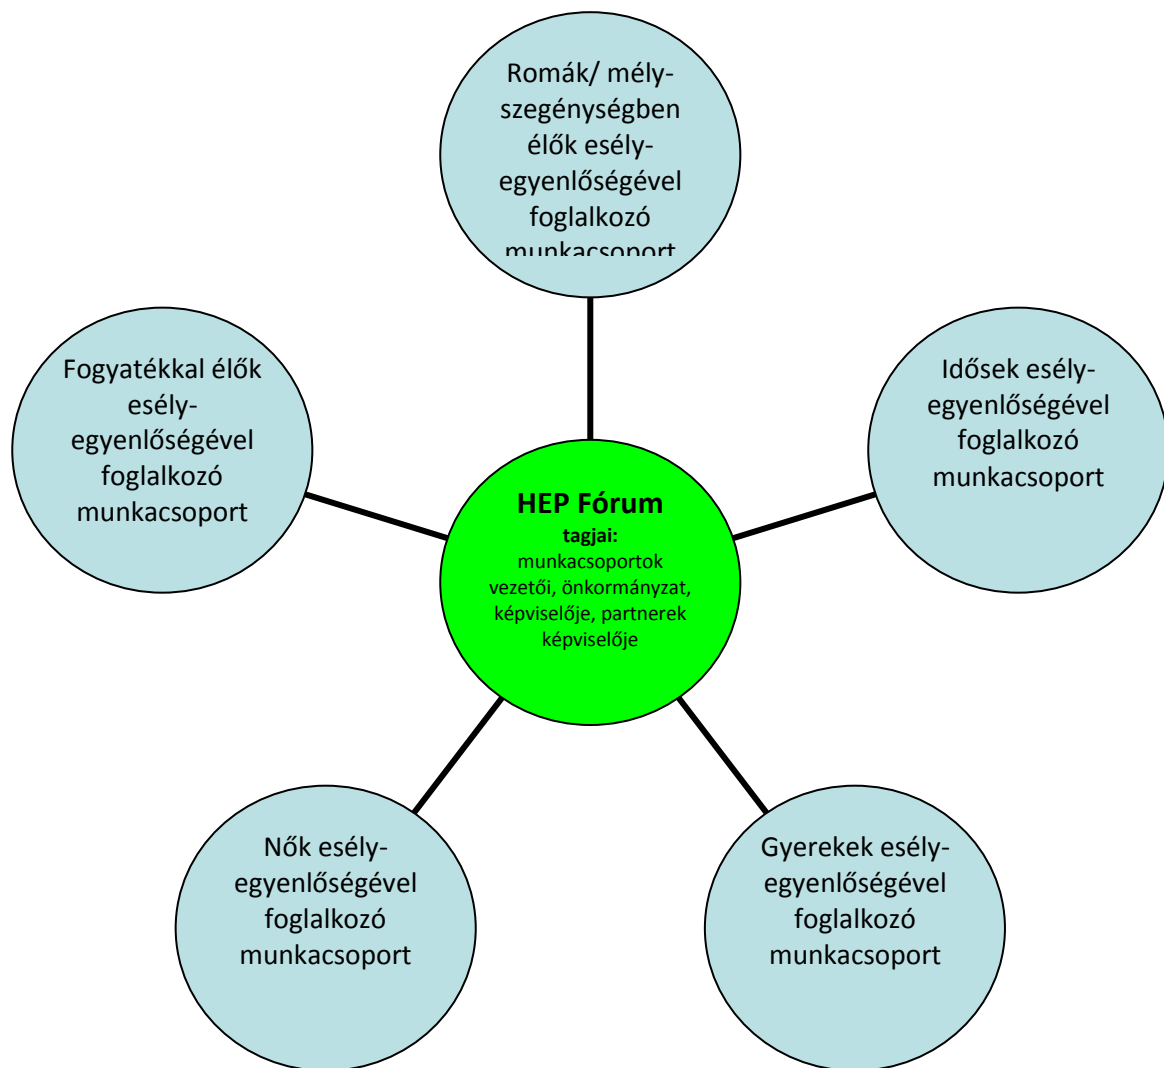 Romák/ mély-
szegénységben
élők esély-
egyenlőségével
foglalkozó
munkacsoport
Fogyatékkal élők
esély-
egyenlőségével
foglalkozó
munkacsoport
Idősek esély-
egyenlőségével
foglalkozó
munkacsoport
HEP Fórum
tagjai:
munkacsoportok
vezetői, önkormányzat,
képviselője, partnerek
képviselője
Nők esély-
egyenlőségével
foglalkozó
munkacsoport
Gyerekek esély-
egyenlőségével
foglalkozó
munkacsoport